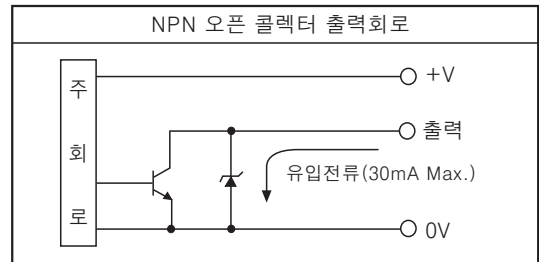 NPN 오픈 콜렉터 출력회로
주
회
로
+V
출력
유입전류(30mA Max.)
0V